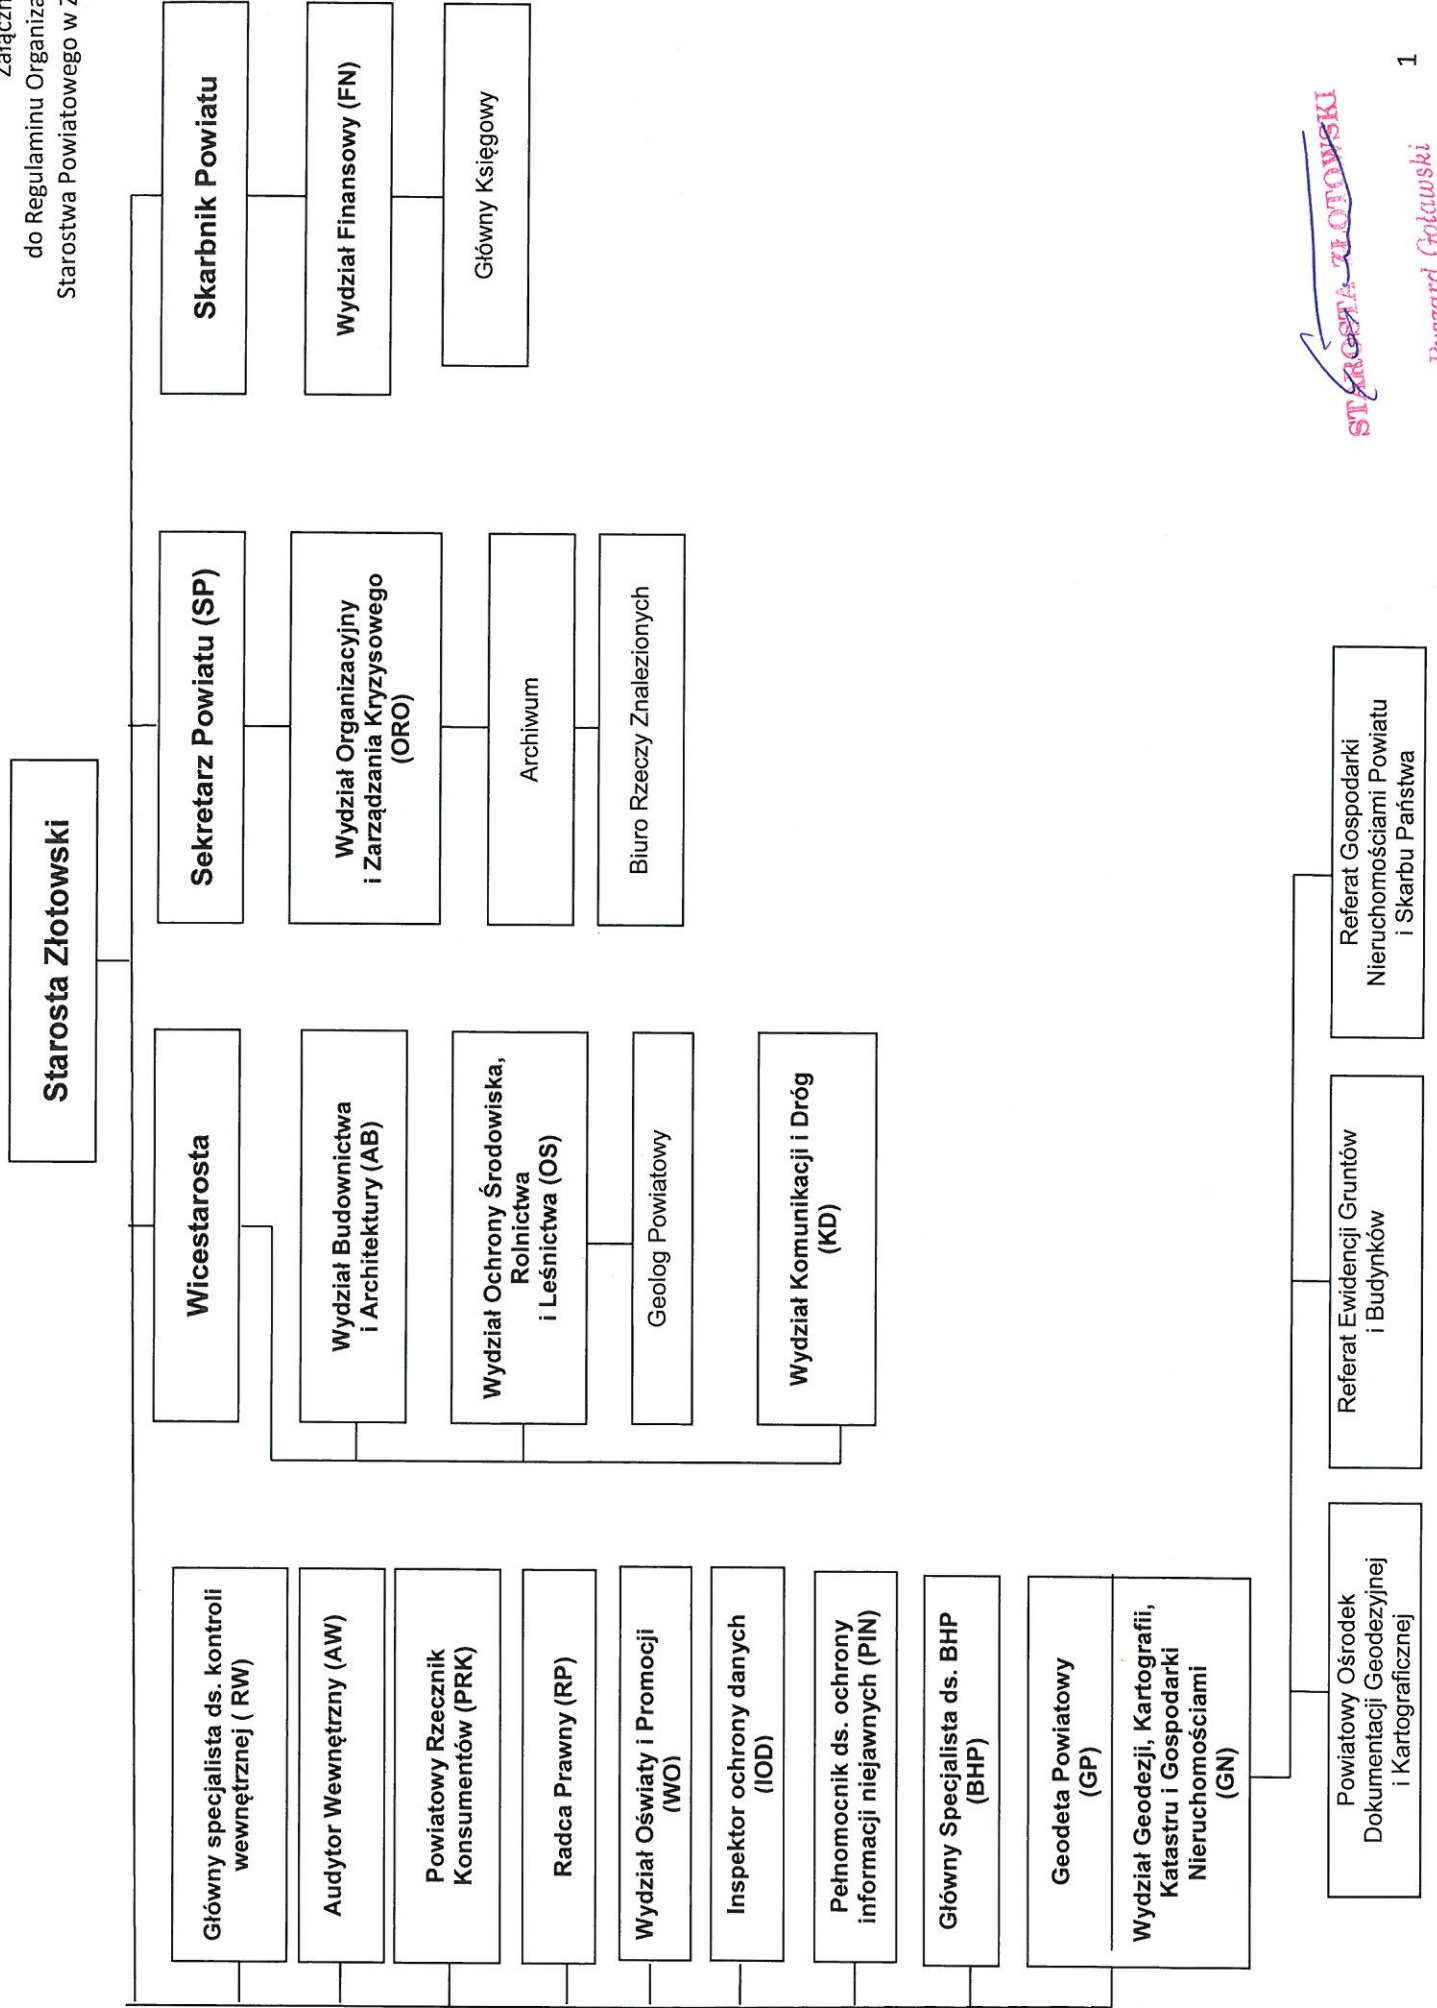 Załączn
do Regulaminu Organiza
Starostwa Powiatowego w Z
Starosta Złotowski
Główny specjalista ds. kontroli
wewnętrznej ( RW)
Audytor Wewnętrzny (AW)
Powiatowy Rzecznik
Konsumentów (PRK)
Radca Prawny (RP)
Wydział Oświaty i Promocji
(WO)
Inspektor ochrony danych
(IOD)
Pełnomocnik ds. ochrony
informacji niejawnych (PIN)
Główny Specjalista ds. BHP
(BHP)
Geodeta Powiatowy
(GP)
Wydział Geodezji, Kartografii,
Katastru i Gospodarki
Nieruchomościami
(GN)
Wicestarosta
Wydział Budownictwa
i Architektury (AB)
Wydział Ochrony Środowiska,
Rolnictwa
i Leśnictwa (OS)
Geolog Powiatowy
Wydział Komunikacji i Dróg
(KD)
Sekretarz Powiatu (SP)
Wydział Organizacyjny
i Zarządzania Kryzysowego
(ORO)
Archiwum
Biuro Rzeczy Znalezionych
Skarbnik Powiatu
Wydział Finansowy (FN)
Główny Księgowy
Powiatowy Ośrodek
Dokumentacji Geodezyjnej
i Kartograficznej
Referat Ewidencji Gruntów
i Budynków
Referat Gospodarki
Nieruchomościami Powiatu
i Skarbu Państwa
STAROSTA ZŁOTOWSKI
Goławski
1